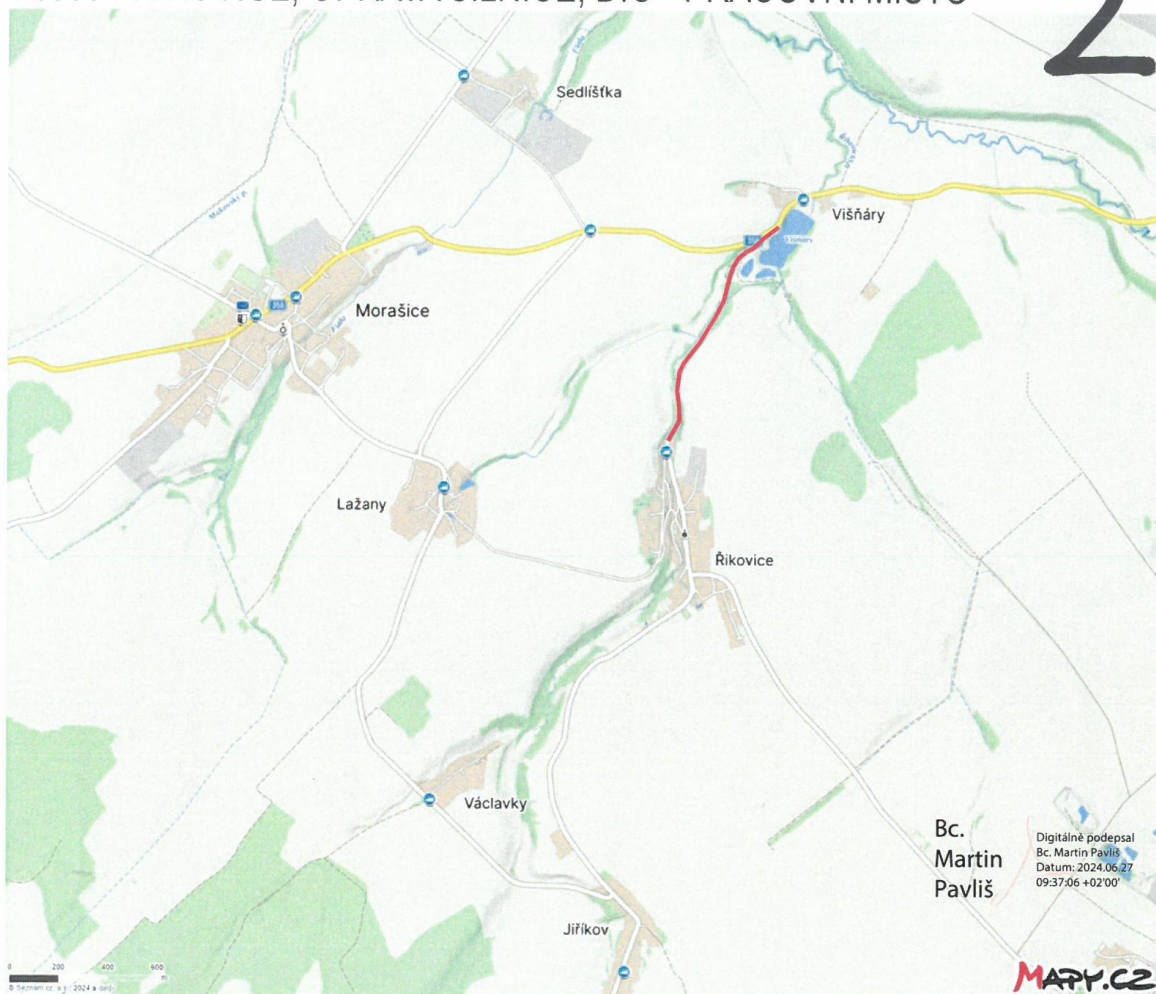 2
Sedlíšťka
Višňáry
Morašice
Lažany
Řikovice
Václavky
Jiříkov
Bc.
Martin
Pavliš
Digitálně podepsal
Bc. Martin Pavliš
Datum: 2024.06.27
09:37:06 +02'00'
0 200 400 600
m
MAPY.CZ